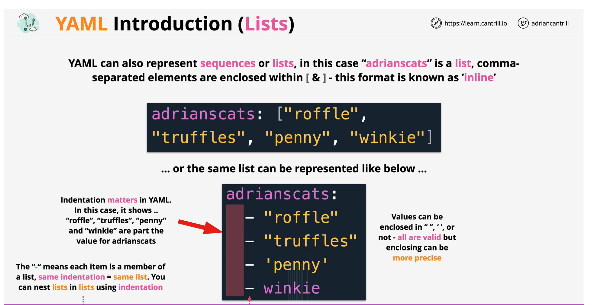 YAML Introduction (Lists)
https://learn.cantrill.io
adriancantrill
YAML can also represent sequences or lists, in this case "adrianscats" is a list, comma-
separated elements are enclosed within [ & ] - this format is known as 'inline'
adrianscats: ["roffle",
"truffles", "penny", "winkie"]
... or the same list can be represented like below ...
Indentation matters in YAML.
In this case, it shows ..
"roffle", "truffles", "penny"
and "winkie" are part the
value for adrianscats
adrianscats:
- "roffle"
- "truffles"
- 'penny'
- winkie
Values can be
enclosed in " ", ' ', or
not - all are valid but
enclosing can be
more precise
The "-" means each item is a member of
a list, same indentation = same list. You
can nest lists in lists using indentation